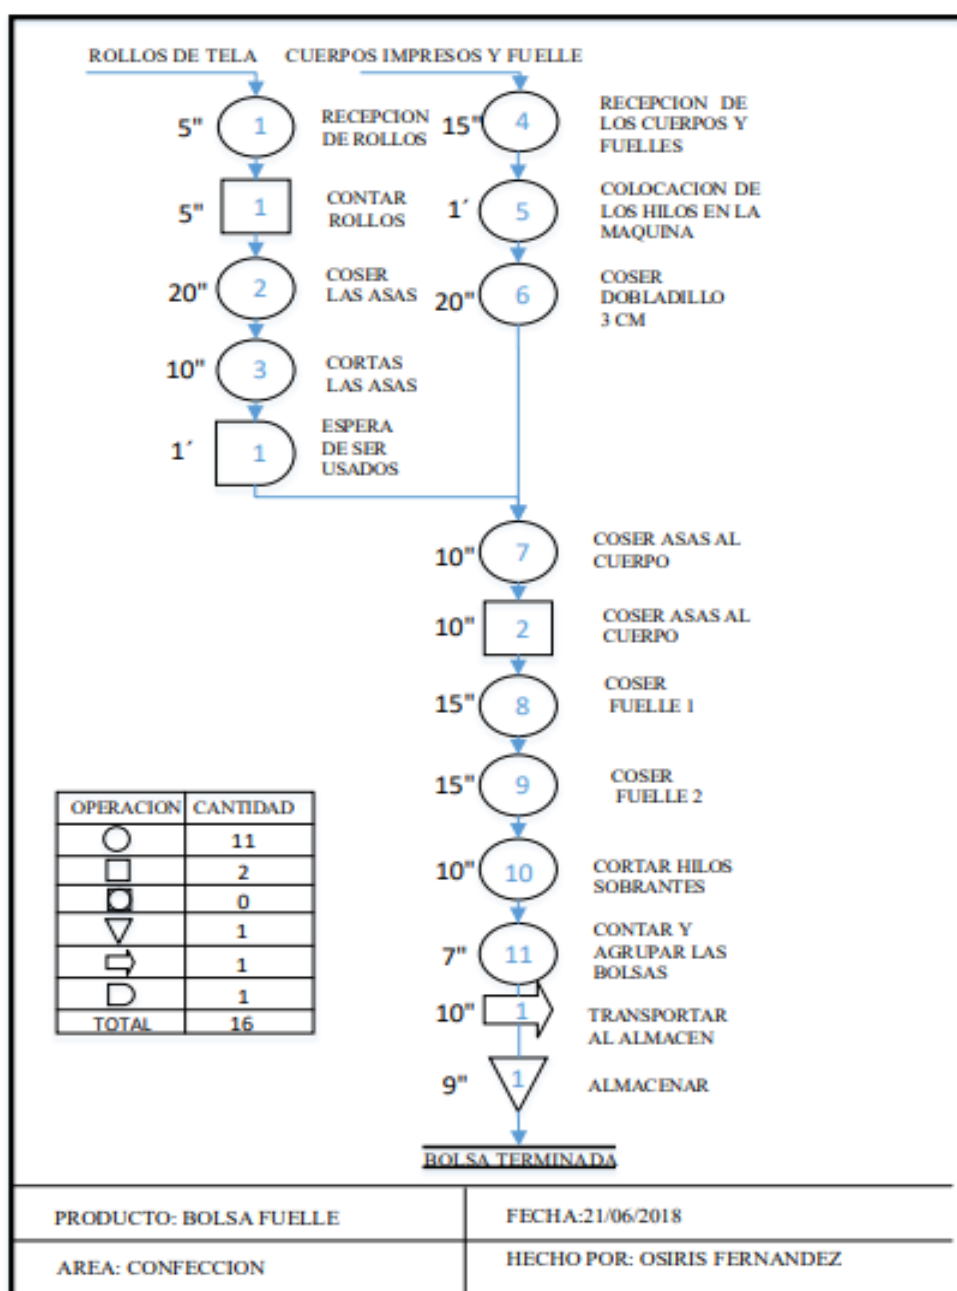 ROLLOS DE TELA
CUERPOS IMPRESOS Y FUELLE
5"
1
RECEPCION
DE ROLLOS
5"
1
CONTAR
ROLLOS
20"
2
COSER
LAS ASAS
10"
3
CORTAS
LAS ASAS
1´
1
ESPERA
DE SER
USADOS
15"
4
RECEPCION DE
LOS CUERPOS Y
FUELLES
1´
5
COLOCACION DE
LOS HILOS EN LA
MAQUINA
20"
6
COSER
DOBLADILLO
3 CM
10"
7
COSER ASAS AL
CUERPO
10"
2
COSER ASAS AL
CUERPO
15"
8
COSER
FUELLE 1
15"
9
COSER
FUELLE 2
10"
10
CORTAR HILOS
SOBRANTES
7"
11
CONTAR Y
AGRUPAR LAS
BOLSAS
10"
1
TRANSPORTAR
AL ALMACEN
9"
1
ALMACENAR
BOLSA TERMINADA
OPERACION CANTIDAD
11
2
0
1
1
1
TOTAL 16
PRODUCTO: BOLSA FUELLE
FECHA:21/06/2018
AREA: CONFECCION
HECHO POR: OSIRIS FERNANDEZ